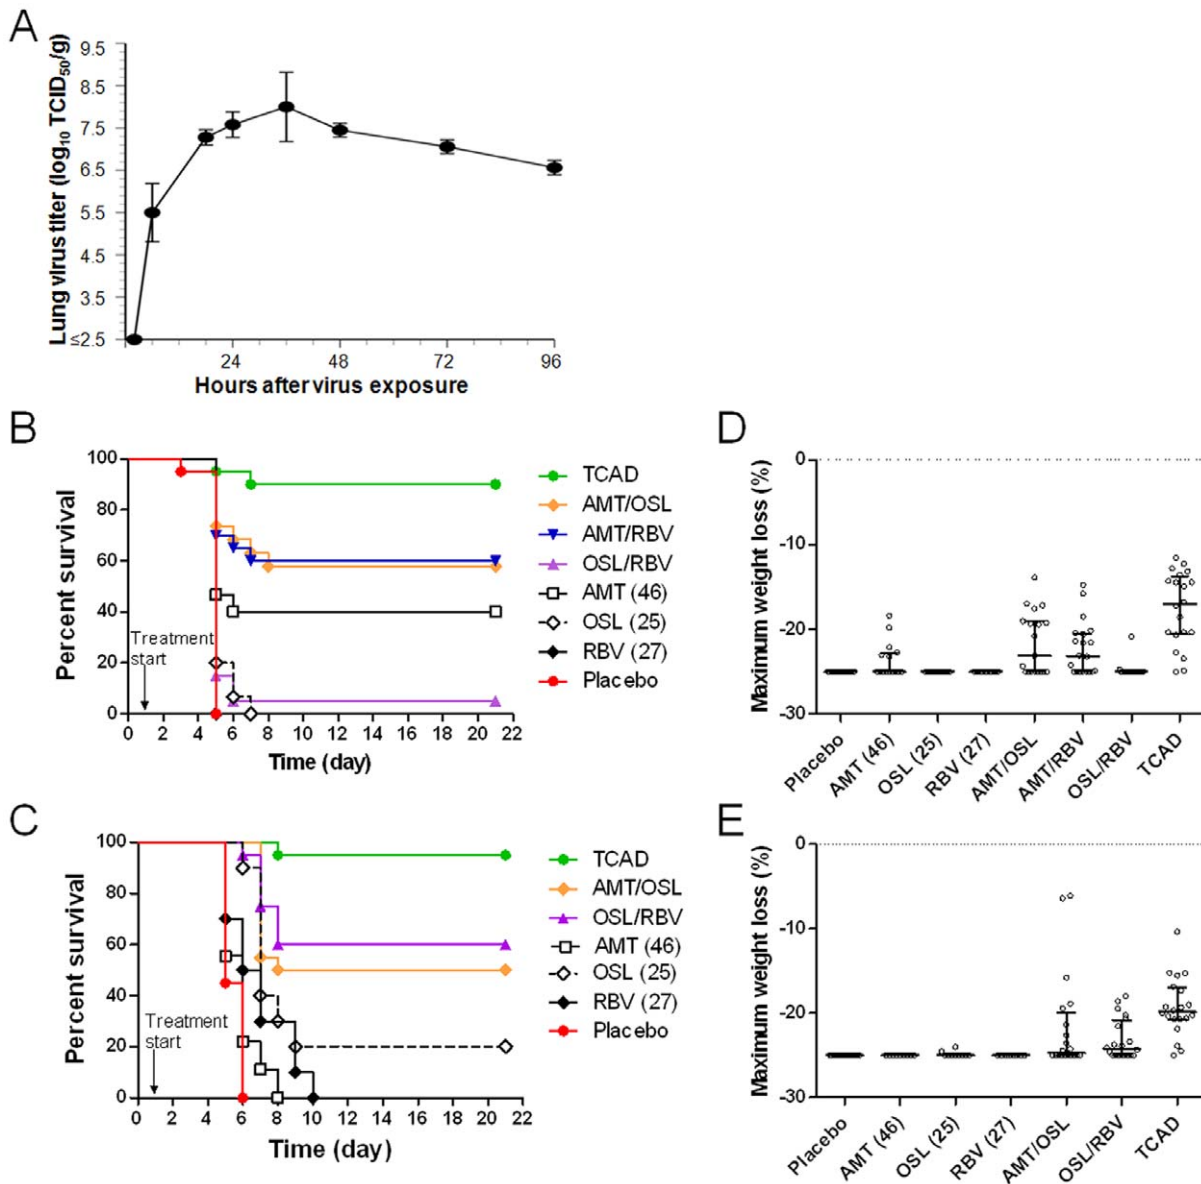 A
Lung virus titer (log10 TCID50/g)
9.5
8.5
7.5
6.5
5.5
4.5
3.5
≤2.5
24 48 72 96
Hours after virus exposure
B
Percent survival
100
80
60
40
20
0
Treatment
start
0 2 4 6 8 10 12 14 16 18 20 22
Time (day)
TCAD
AMT/OSL
AMT/RBV
OSL/RBV
AMT (46)
OSL (25)
RBV (27)
Placebo
D
Maximum weight loss (%)
0
-10
-20
-30
Placebo
AMT (46)
OSL (25)
RBV (27)
AMT/OSL
AMT/RBV
OSL/RBV
TCAD
C
Percent survival
100
80
60
40
20
0
Treatment
start
0 2 4 6 8 10 12 14 16 18 20 22
Time (day)
TCAD
AMT/OSL
OSL/RBV
AMT (46)
OSL (25)
RBV (27)
Placebo
E
Maximum weight loss (%)
0
-10
-20
-30
Placebo
AMT (46)
OSL (25)
RBV (27)
AMT/OSL
OSL/RBV
TCAD